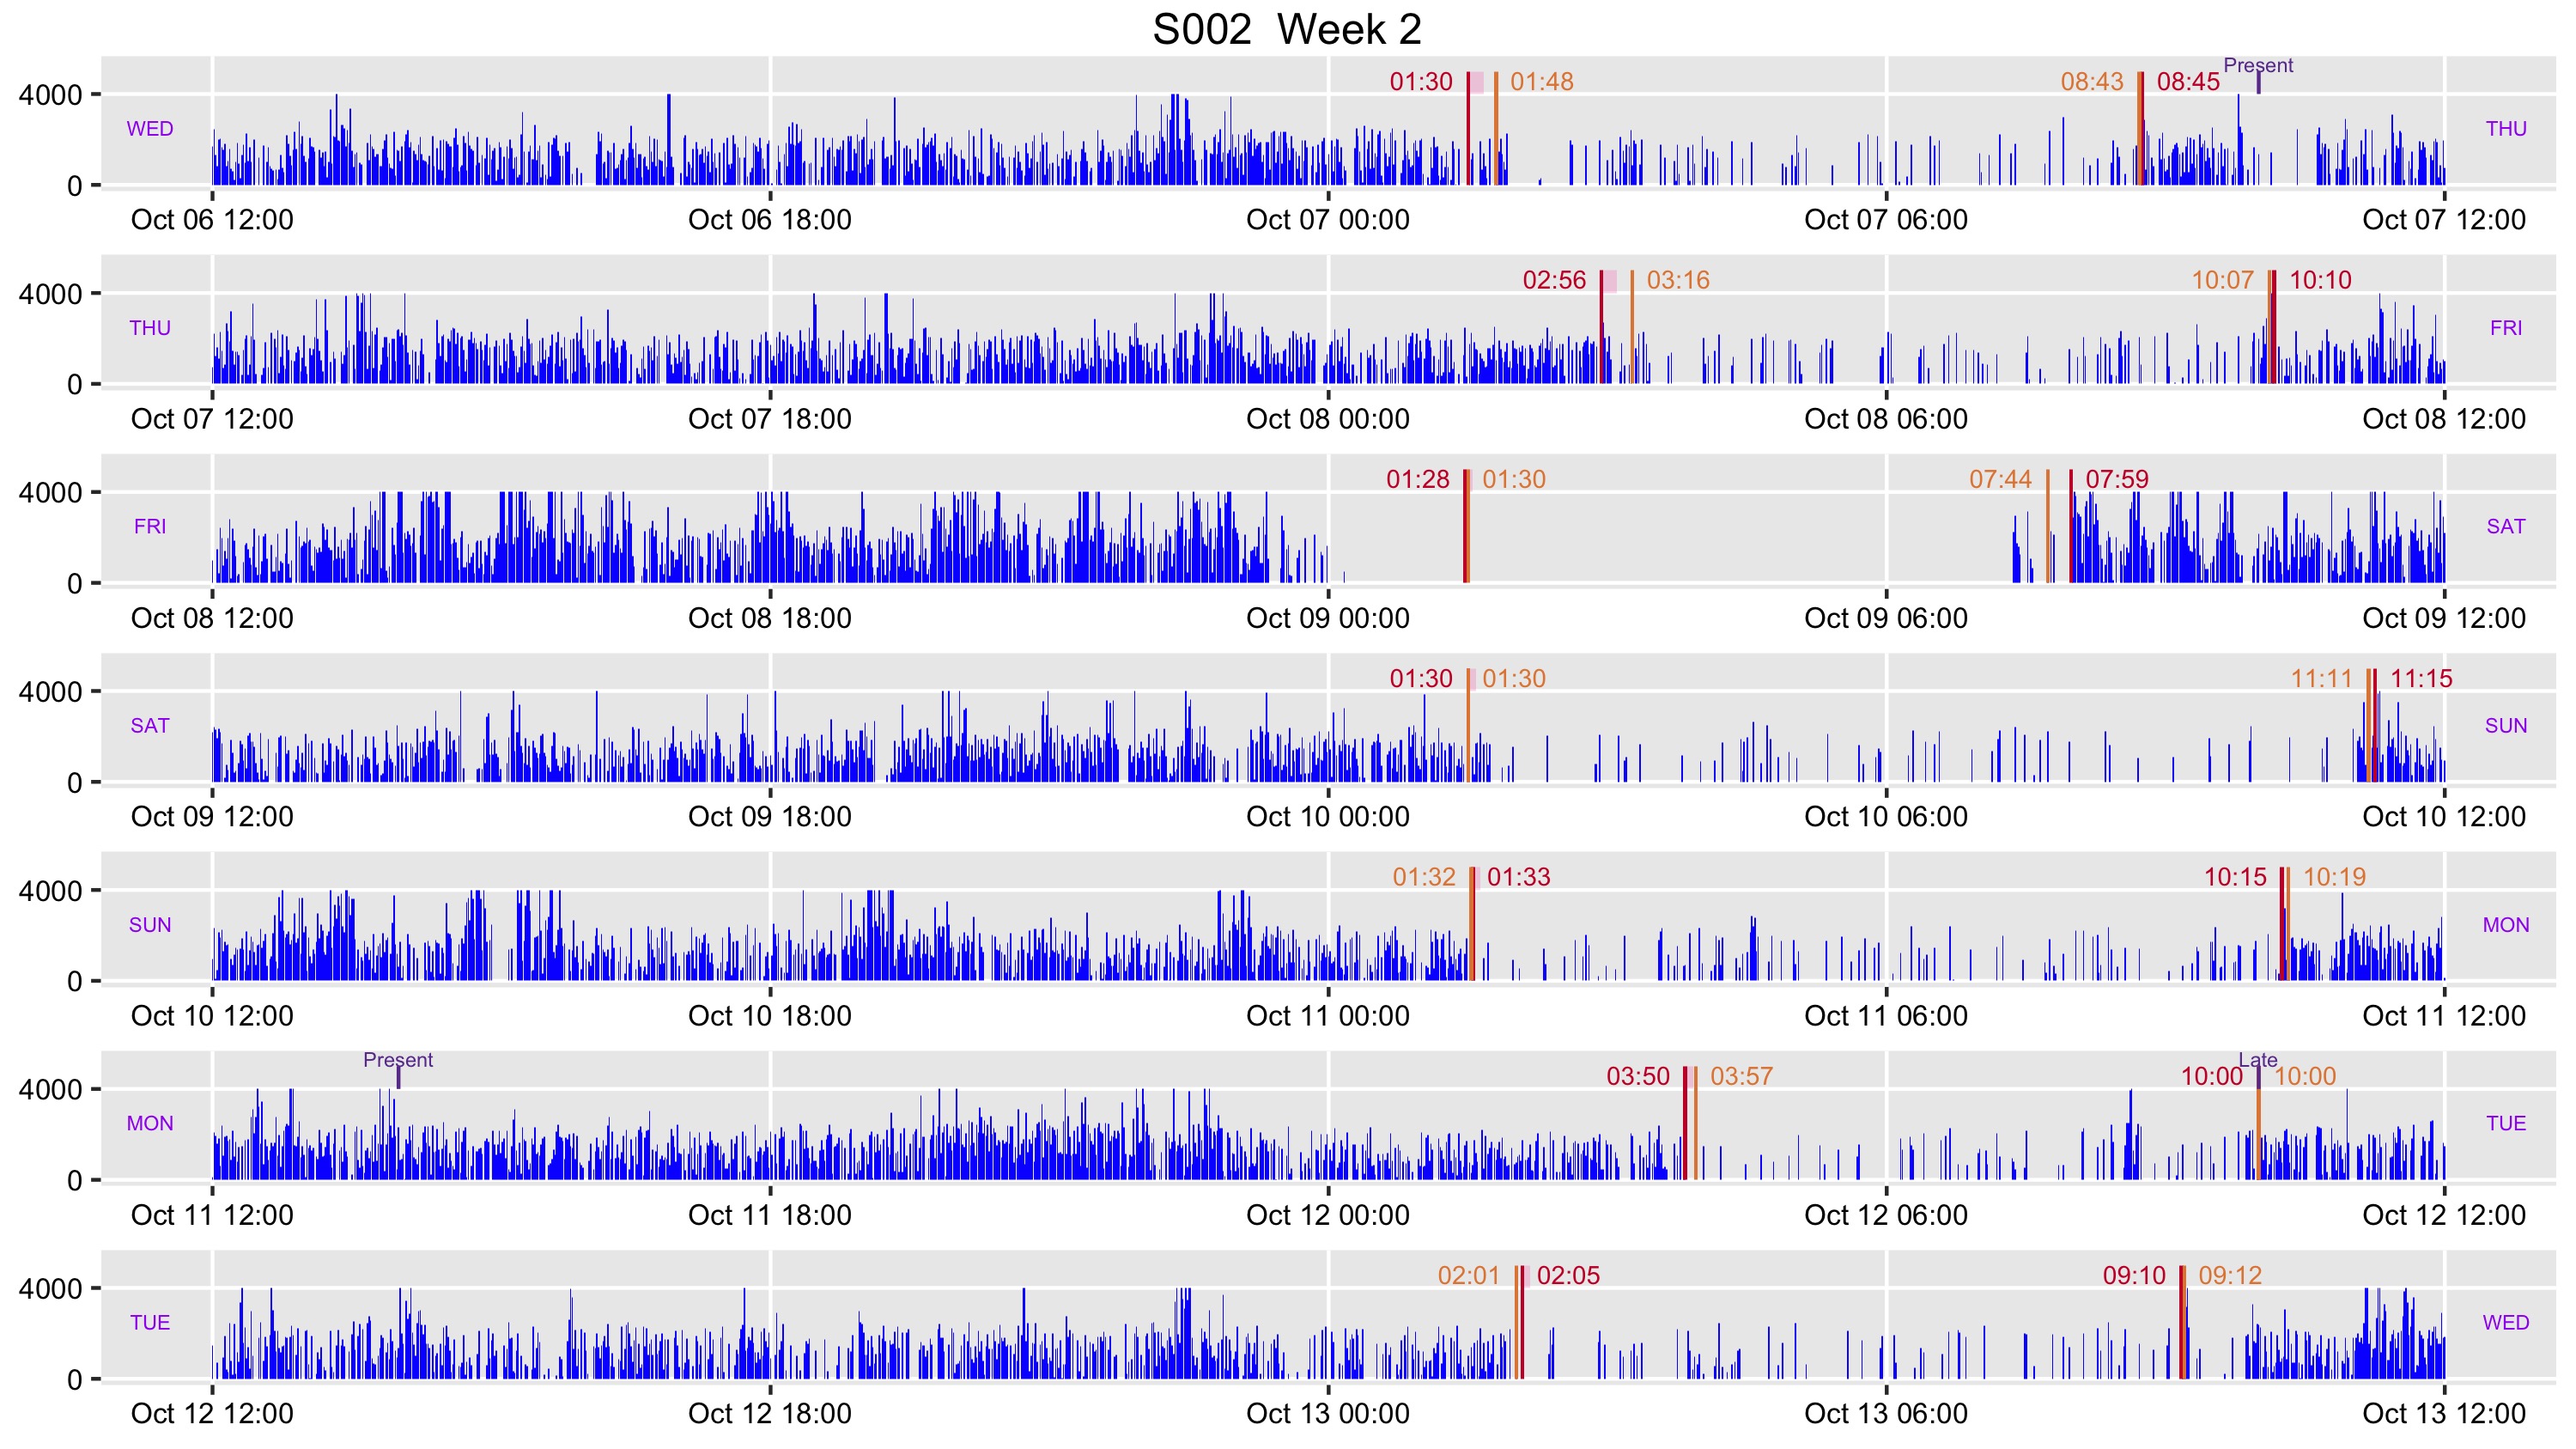 S002  Week 2
Present
01:30 01:48 08:43 08:45
4000
WED THU
0
Oct 06 12:00 Oct 06 18:00 Oct 07 00:00 Oct 07 06:00 Oct 07 12:00
02:56 03:16 10:07 10:10
4000
THU FRI
0
Oct 07 12:00 Oct 07 18:00 Oct 08 00:00 Oct 08 06:00 Oct 08 12:00
01:28 01:30 07:44 07:59
4000
FRI SAT
0
Oct 08 12:00 Oct 08 18:00 Oct 09 00:00 Oct 09 06:00 Oct 09 12:00
01:30 01:30 11:11 11:15
4000
SAT SUN
0
Oct 09 12:00 Oct 09 18:00 Oct 10 00:00 Oct 10 06:00 Oct 10 12:00
01:32 01:33 10:15 10:19
4000
SUN MON
0
Oct 10 12:00 Oct 10 18:00 Oct 11 00:00 Oct 11 06:00 Oct 11 12:00
Present Late
03:50 03:57 10:00 10:00
4000
MON TUE
0
Oct 11 12:00 Oct 11 18:00 Oct 12 00:00 Oct 12 06:00 Oct 12 12:00
02:01 02:05 09:10 09:12
4000
TUE WED
0
Oct 12 12:00 Oct 12 18:00 Oct 13 00:00 Oct 13 06:00 Oct 13 12:00